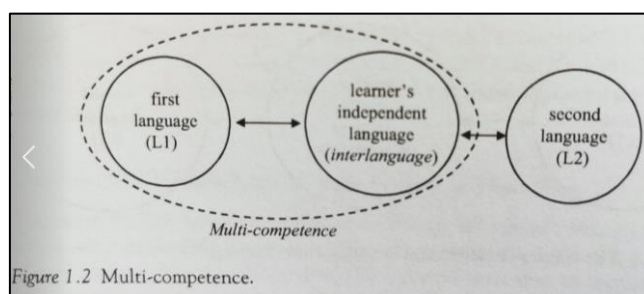 first
language
(L1)
learner's
independent
language
(interlanguage)
second
language
(L2)
Multi-competence
Figure 1.2 Multi-competence.